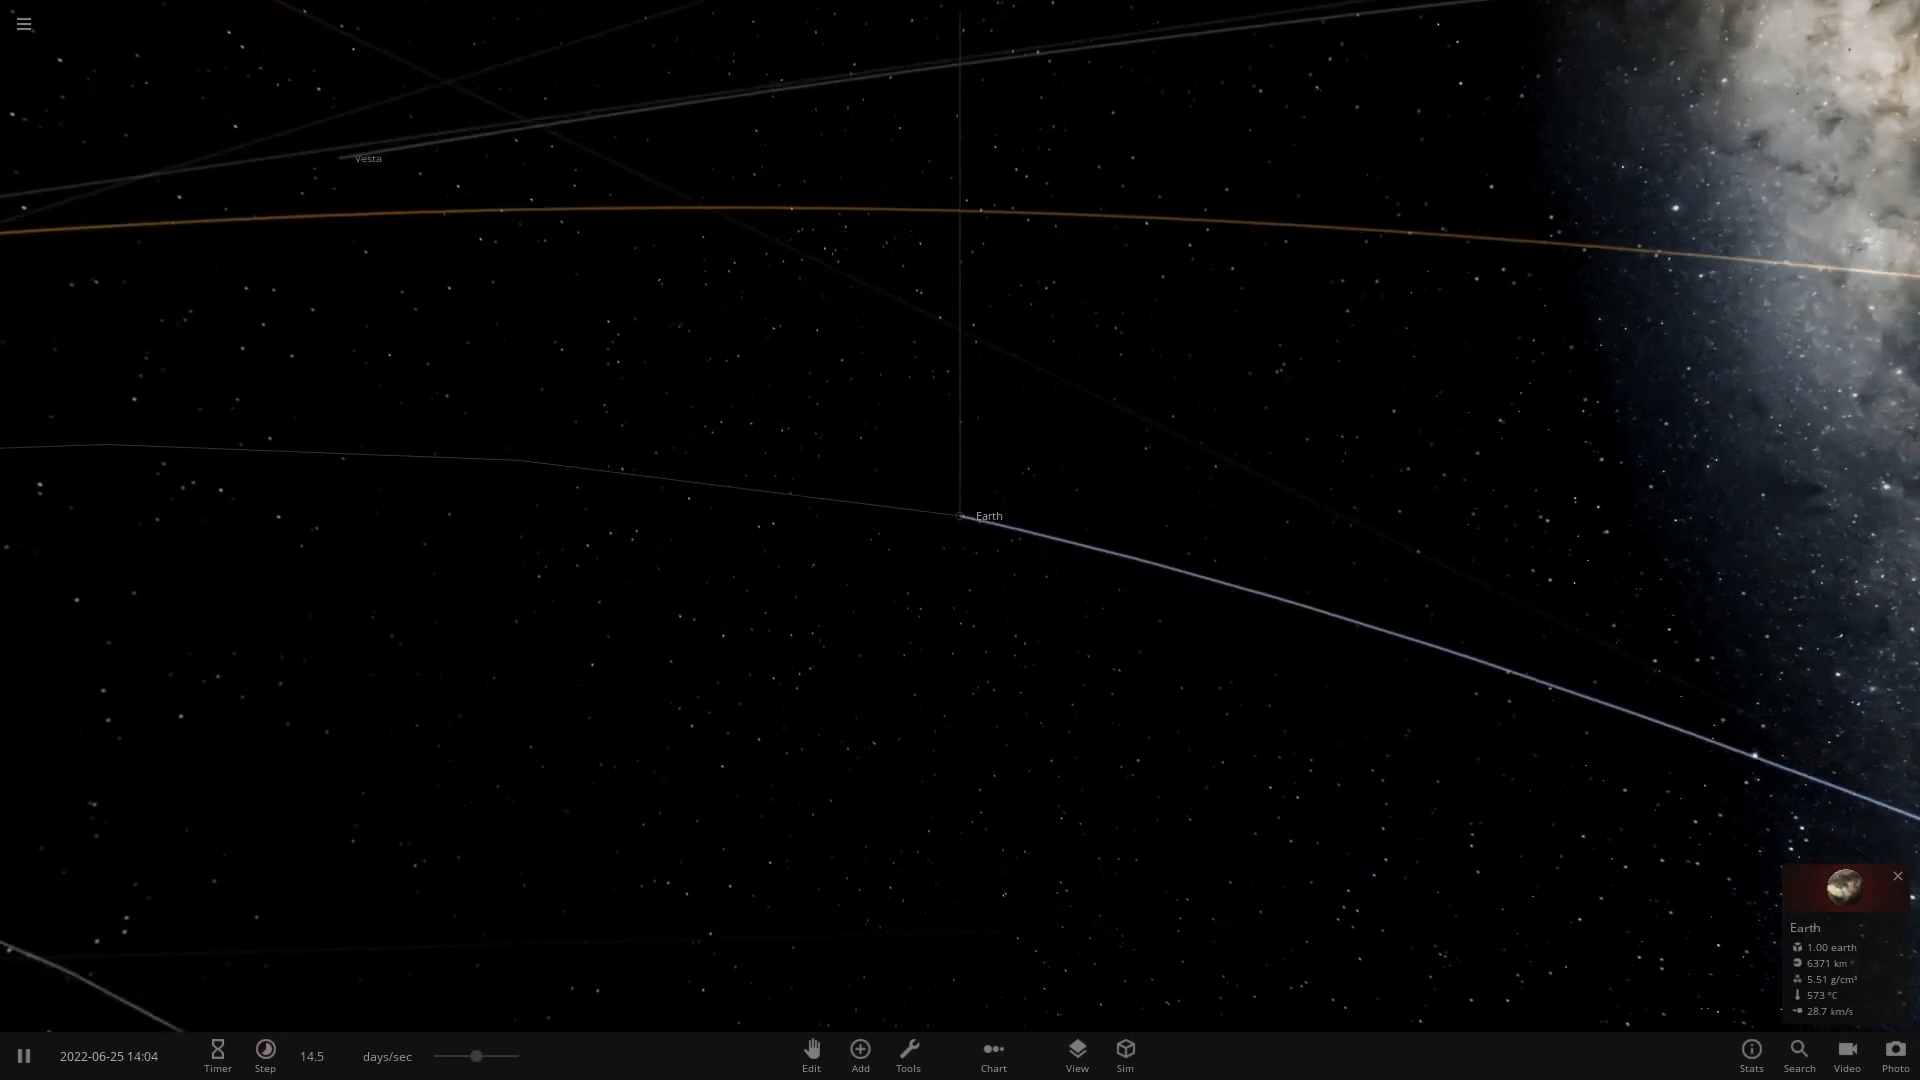 Vesta
Earth
Earth
1.00 earth
6371 km
5.51 g/cm³
573 °C
28.7 km/s
2022-06-25 14:04
Timer
Step
14.5
days/sec
Edit
Add
Tools
Chart
View
Sim
Stats
Search
Video
Photo